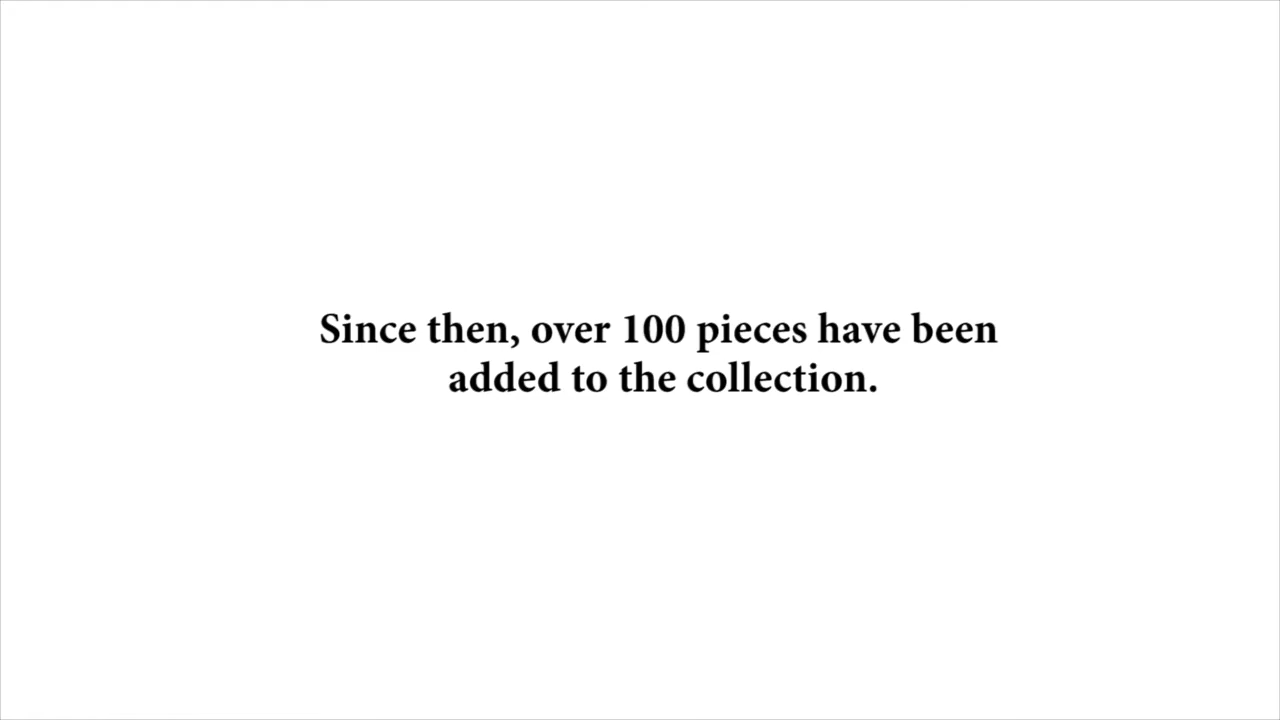 Since then, over 100 pieces have been
added to the collection.